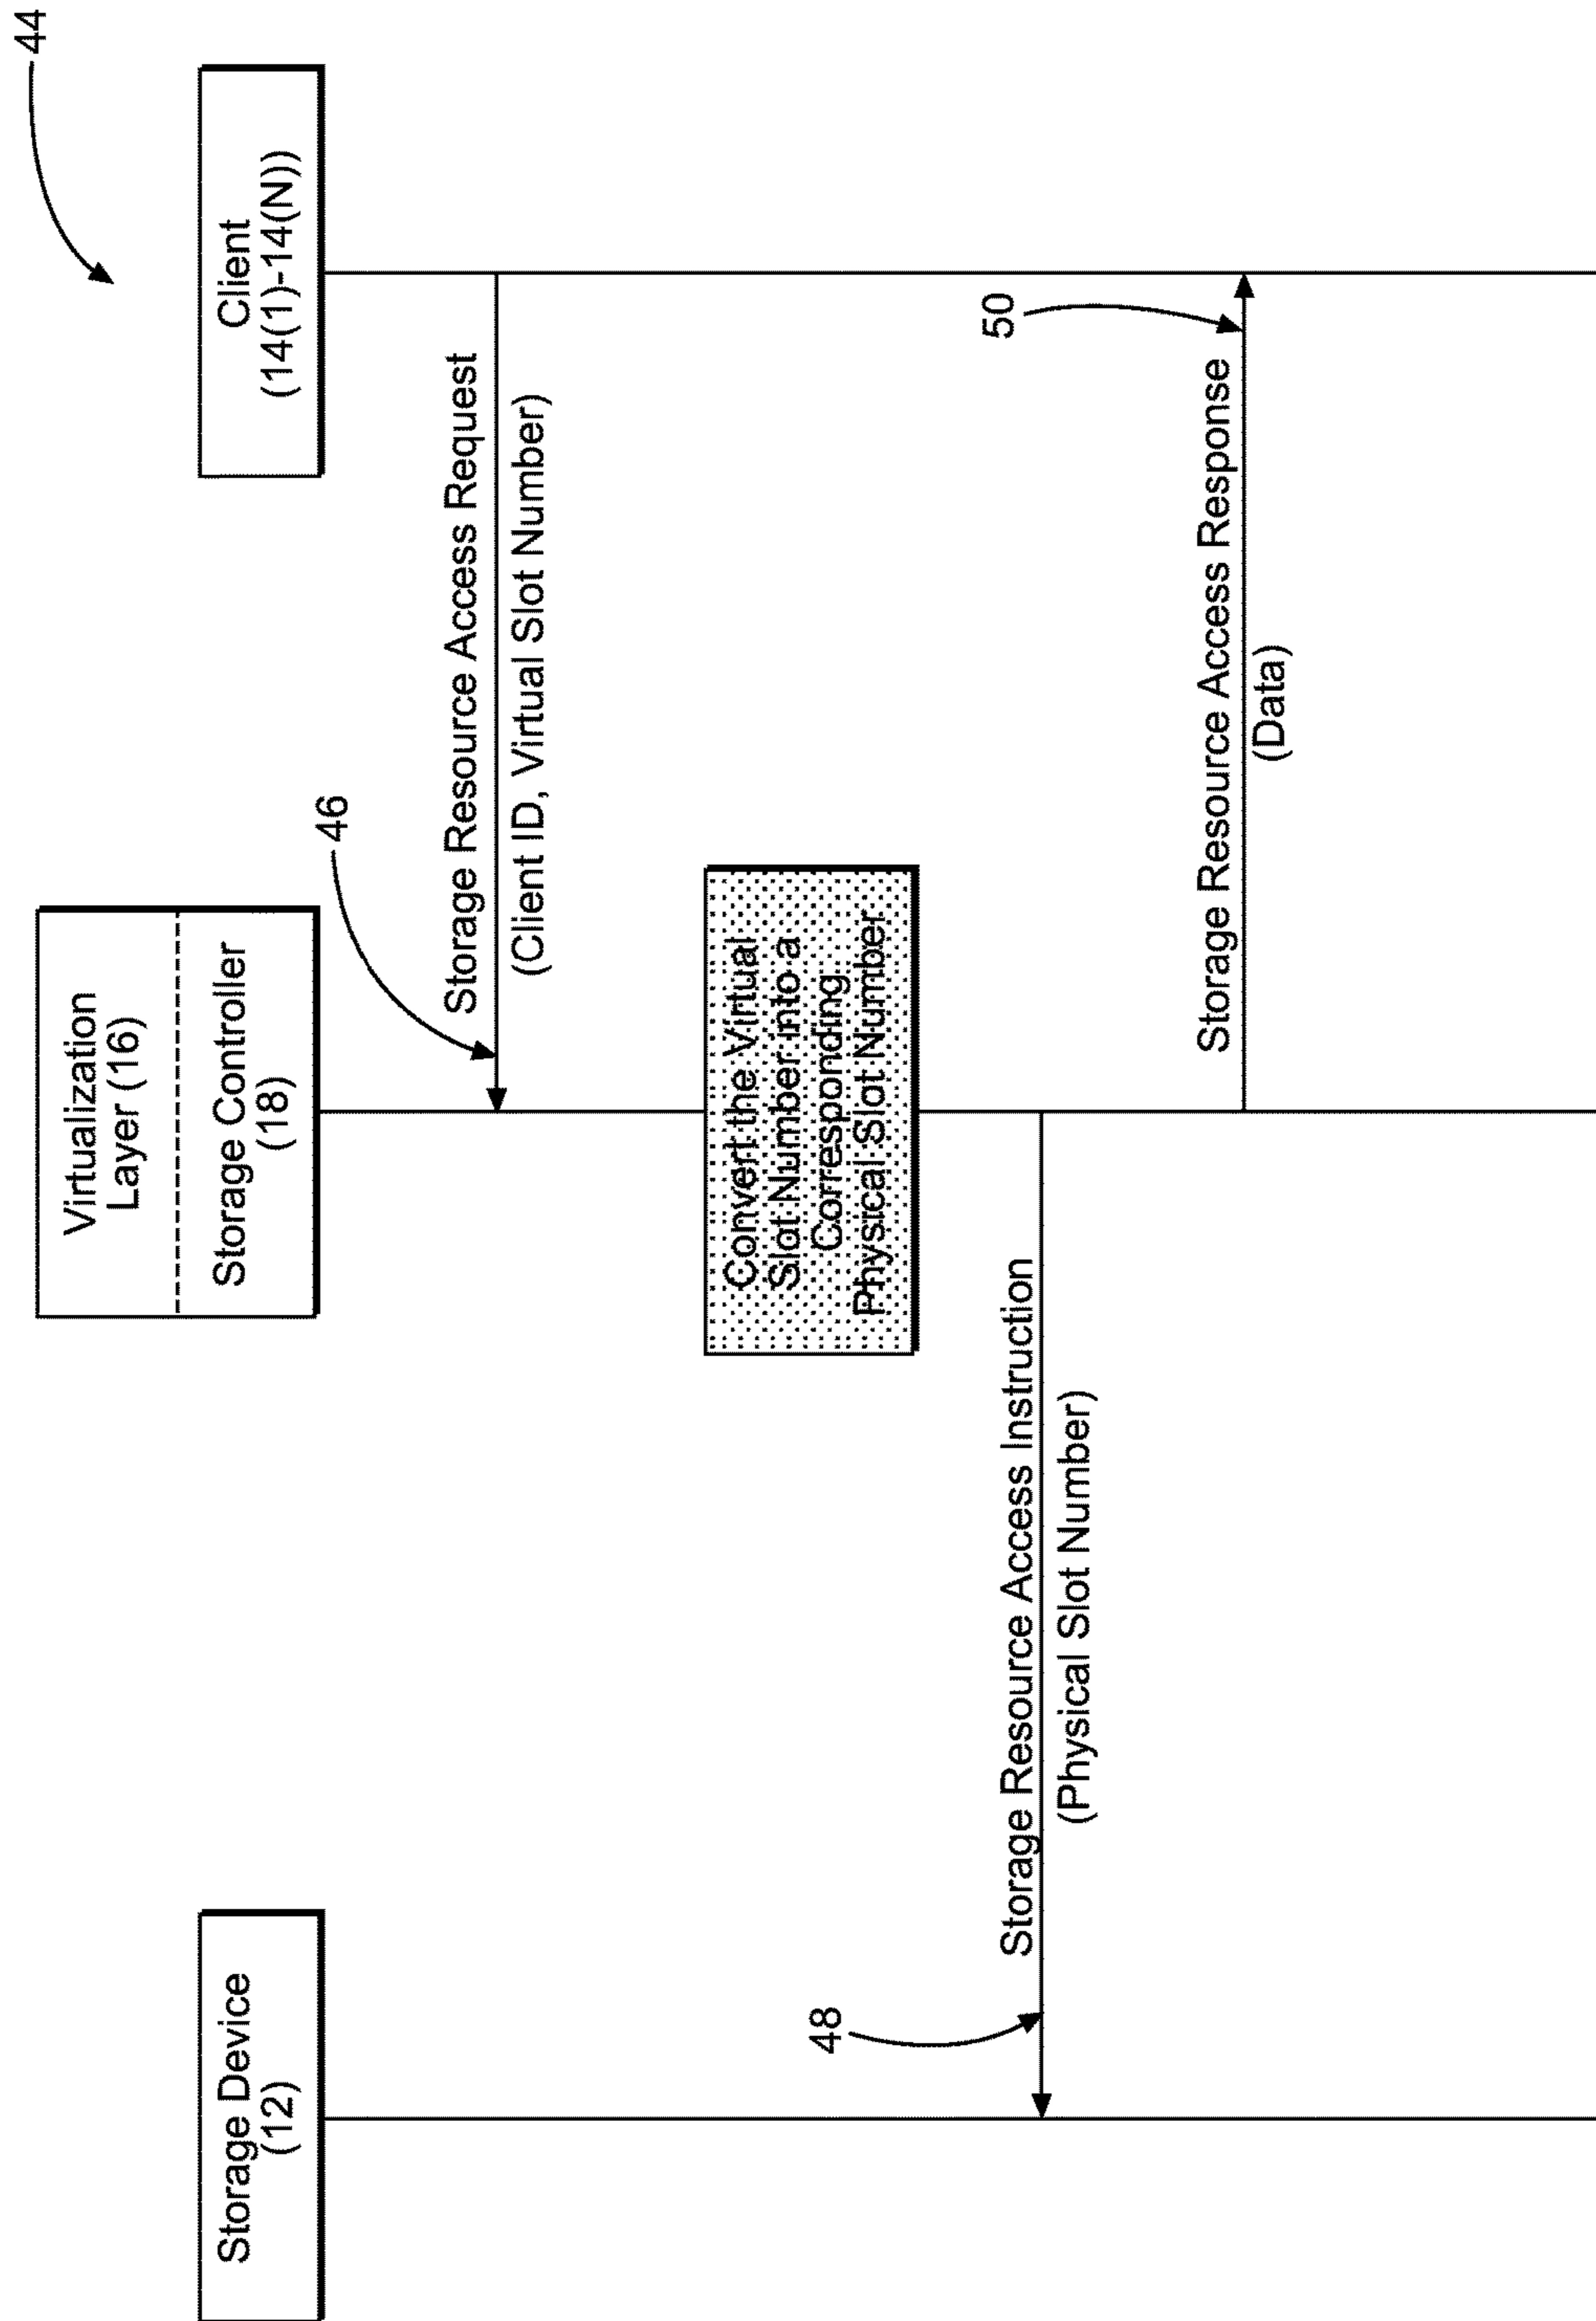 44
Storage Device
(12)
Virtualization
Layer (16)
Storage Controller
(18)
Client
(14(1)-14(N))
46
Storage Resource Access Request
(Client ID, Virtual Slot Number)
Convert the Virtual
Slot Number into a
Corresponding
Physical Slot Number
48
Storage Resource Access Instruction
(Physical Slot Number)
50
Storage Resource Access Response
(Data)